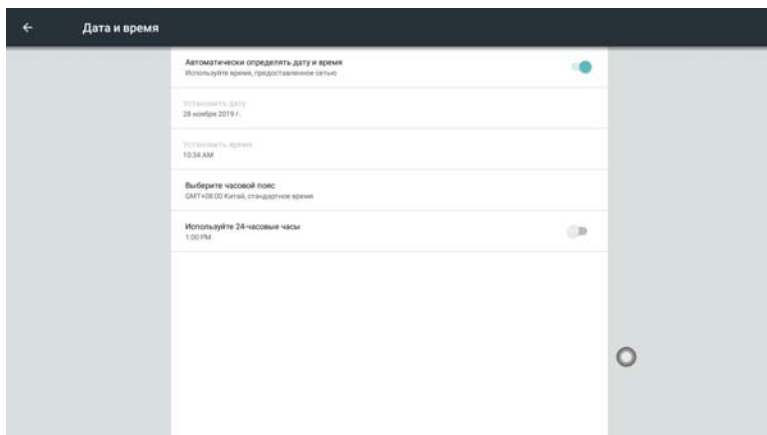 Дата и время
Автоматически определять дату и время
Используйте время, предоставленное сетью
Установить дату
28 ноября 2019 г.
Установить время
10:34 AM
Выберите часовой пояс
GMT+08:00 Китай, стандартное время
Используйте 24-часовые часы
1:00 PM